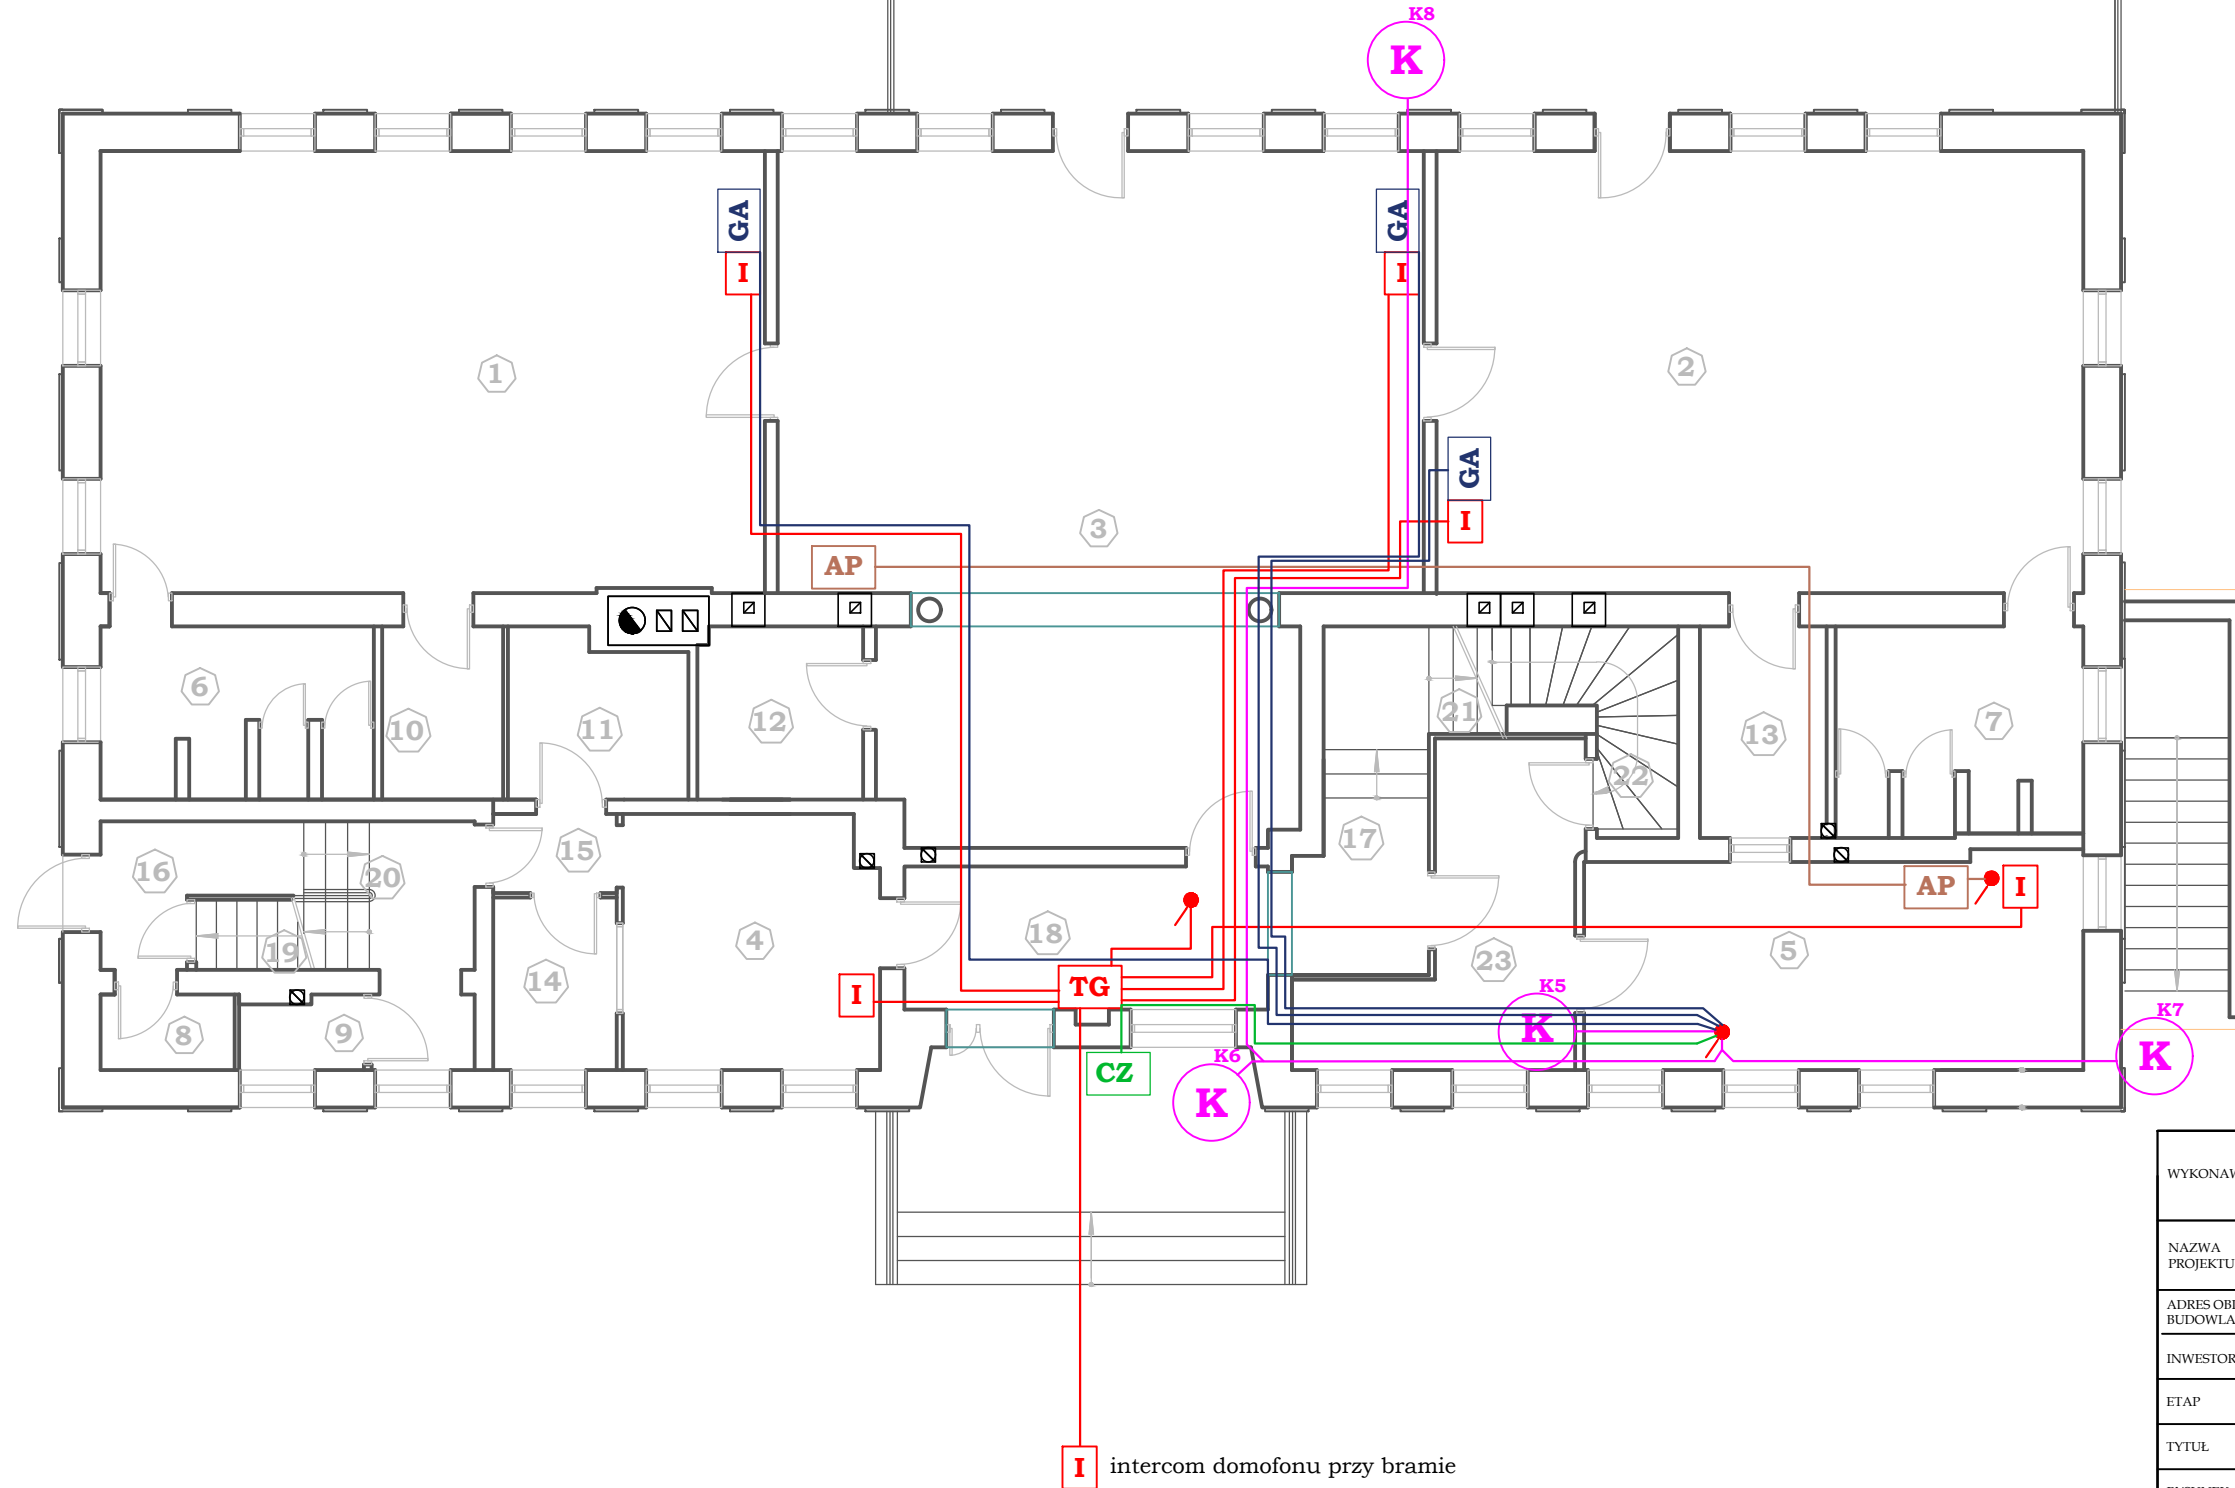 K8
K
GA
GA
I
I
1
2
GA
I
3
AP
6
10
11
12
21
13
7
22
15
17
16
20
AP
I
4
18
19
23
5
14
TG
I
K5
K
8
9
K7
K
K6
K
CZ
WYKONAW
NAZWA
PROJEKTU
ADRES OBI
BUDOWLA
INWESTOR
ETAP
TYTUŁ
I intercom domofonu przy bramie